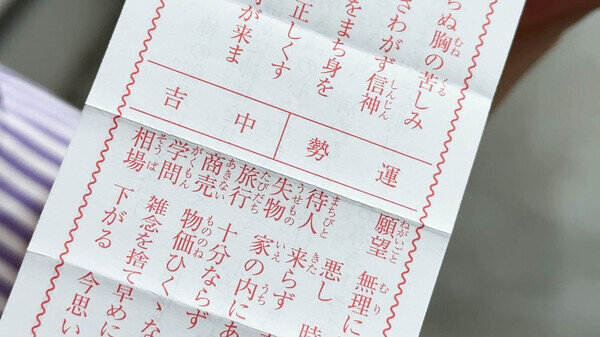 らぬ胸の苦しみ
さわがず信神
をまち身を
正しくす
が来ま
運勢
中吉
願望 無理に
悪し 時
待人 来らず
失物 家の内にあ
旅行 十分ならず
商売 物価ひくゝな
学問 雑念を捨て早めに
相場 下がる 今思い